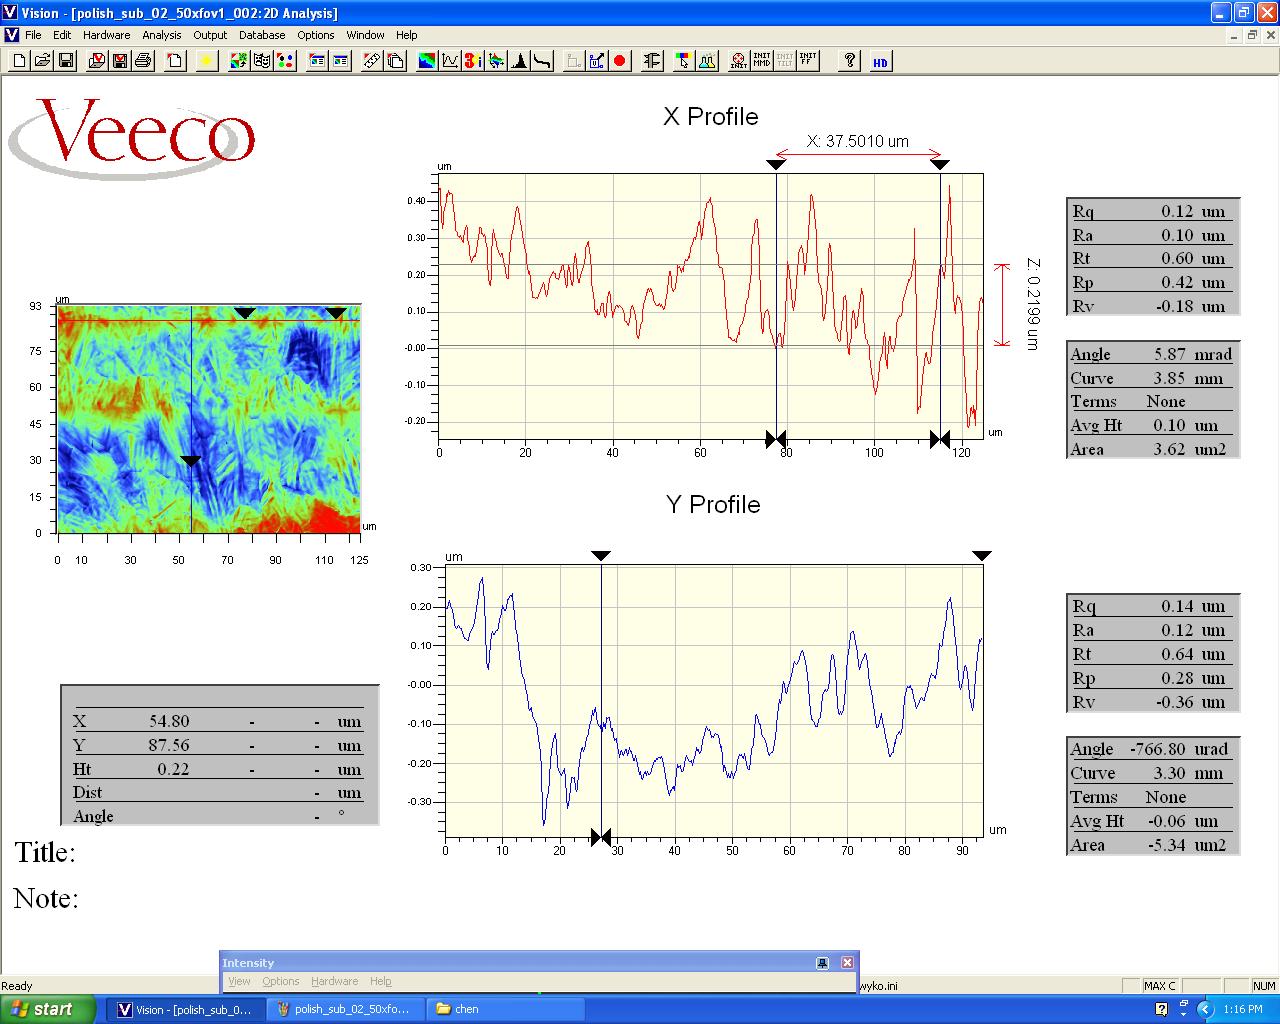 Vision - [polish_sub_02_50xfov1_002:2D Analysis]
File Edit Hardware Analysis Output Database Options Window Help
INIT INIT MMD INIT TILT INIT FF ? HD
Veeco
X Profile
X: 37.5010 um
um
0.40
0.30
0.20
0.10
-0.00
-0.10
-0.20
0 20 40 60 80 100 120
um
Z: 0.2199 um
Rq 0.12 um
Ra 0.10 um
Rt 0.60 um
Rp 0.42 um
Rv -0.18 um
Angle 5.87 mrad
Curve 3.85 mm
Terms None
Avg Ht 0.10 um
Area 3.62 um2
um
93
75
60
45
30
15
0
um
0 10 30 50 70 90 110 125
Y Profile
um
0.30
0.20
0.10
-0.00
-0.10
-0.20
-0.30
um
0 10 20 30 40 50 60 70 80 90
Rq 0.14 um
Ra 0.12 um
Rt 0.64 um
Rp 0.28 um
Rv -0.36 um
Angle -766.80 urad
Curve 3.30 mm
Terms None
Avg Ht -0.06 um
Area -5.34 um2
X 54.80 - - um
Y 87.56 - - um
Ht 0.22 - - um
Dist - um
Angle - °
Title:
Note:
Intensity
View Options Hardware Help
Ready
wyko.ini
MAX C
NUM
start
Vision - [polish_sub_0...
polish_sub_02_50xfo...
chen
1:16 PM